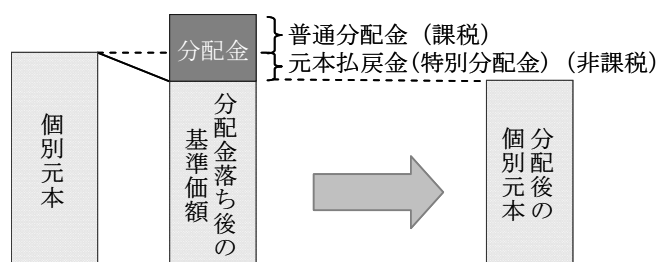 分配金
普通分配金（課税）
元本払戻金（特別分配金）（非課税）
個別元本
分配金落ち後の
基準価額
分配後の
個別元本